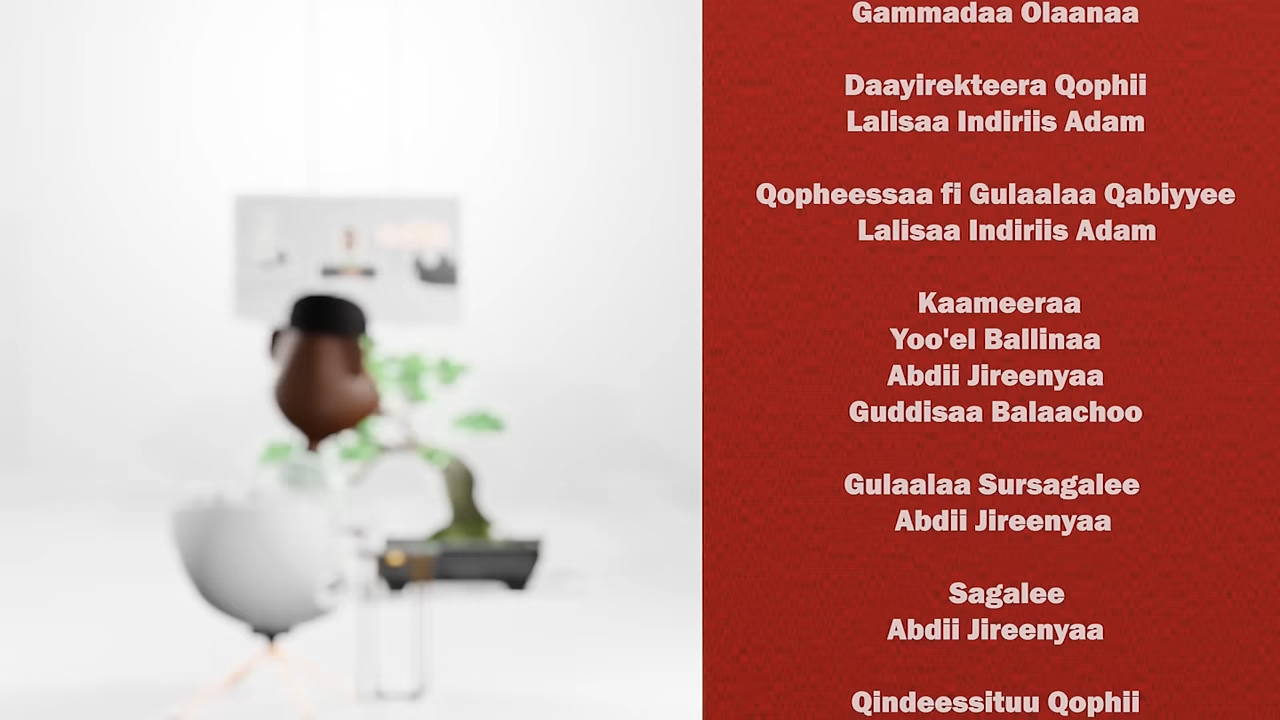 Gammadaa Olaanaa
Daayirekteera Qophii
Lalisaa Indiriis Adam
Qopheessaa fi Gulaalaa Qabiyyee
Lalisaa Indiriis Adam
Kaameeraa
Yoo'el Ballinaa
Abdii Jireenyaa
Guddisaa Balaachoo
Gulaalaa Sursagalee
Abdii Jireenyaa
Sagalee
Abdii Jireenyaa
Qindeessituu Qophii